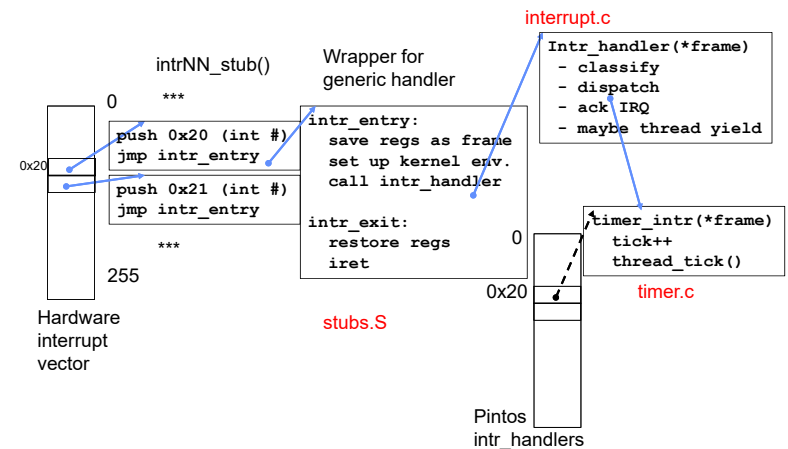 interrupt.c
Intr_handler(*frame)
- classify
- dispatch
- ack IRQ
- maybe thread yield
intrNN_stub()
Wrapper for
generic handler
0
***
push 0x20 (int #)
jmp intr_entry
0x20
push 0x21 (int #)
jmp intr_entry
***
255
Hardware
interrupt
vector
intr_entry:
save regs as frame
set up kernel env.
call intr_handler
intr_exit:
restore regs
iret
stubs.S
0
0x20
timer_intr(*frame)
tick++
thread_tick()
timer.c
Pintos
intr_handlers